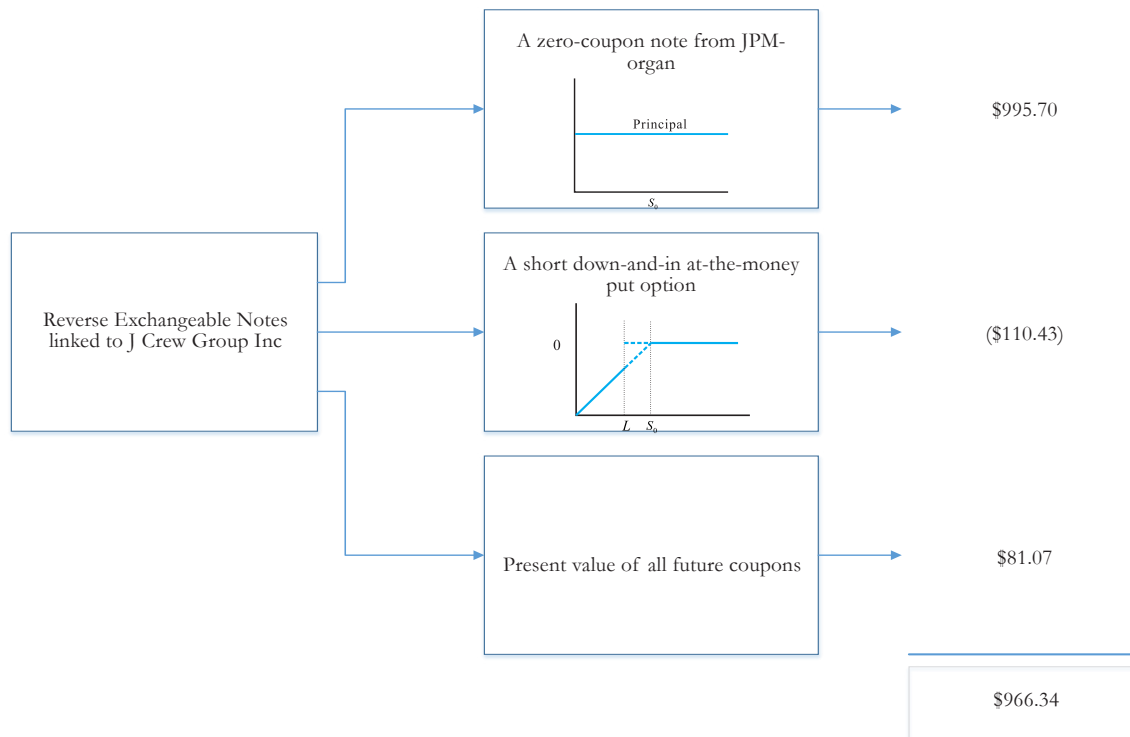 A zero-coupon note from JPM-
organ
Principal
S₀
$995.70
Reverse Exchangeable Notes
linked to J Crew Group Inc
A short down-and-in at-the-money
put option
0
L S₀
($110.43)
Present value of all future coupons
$81.07
$966.34